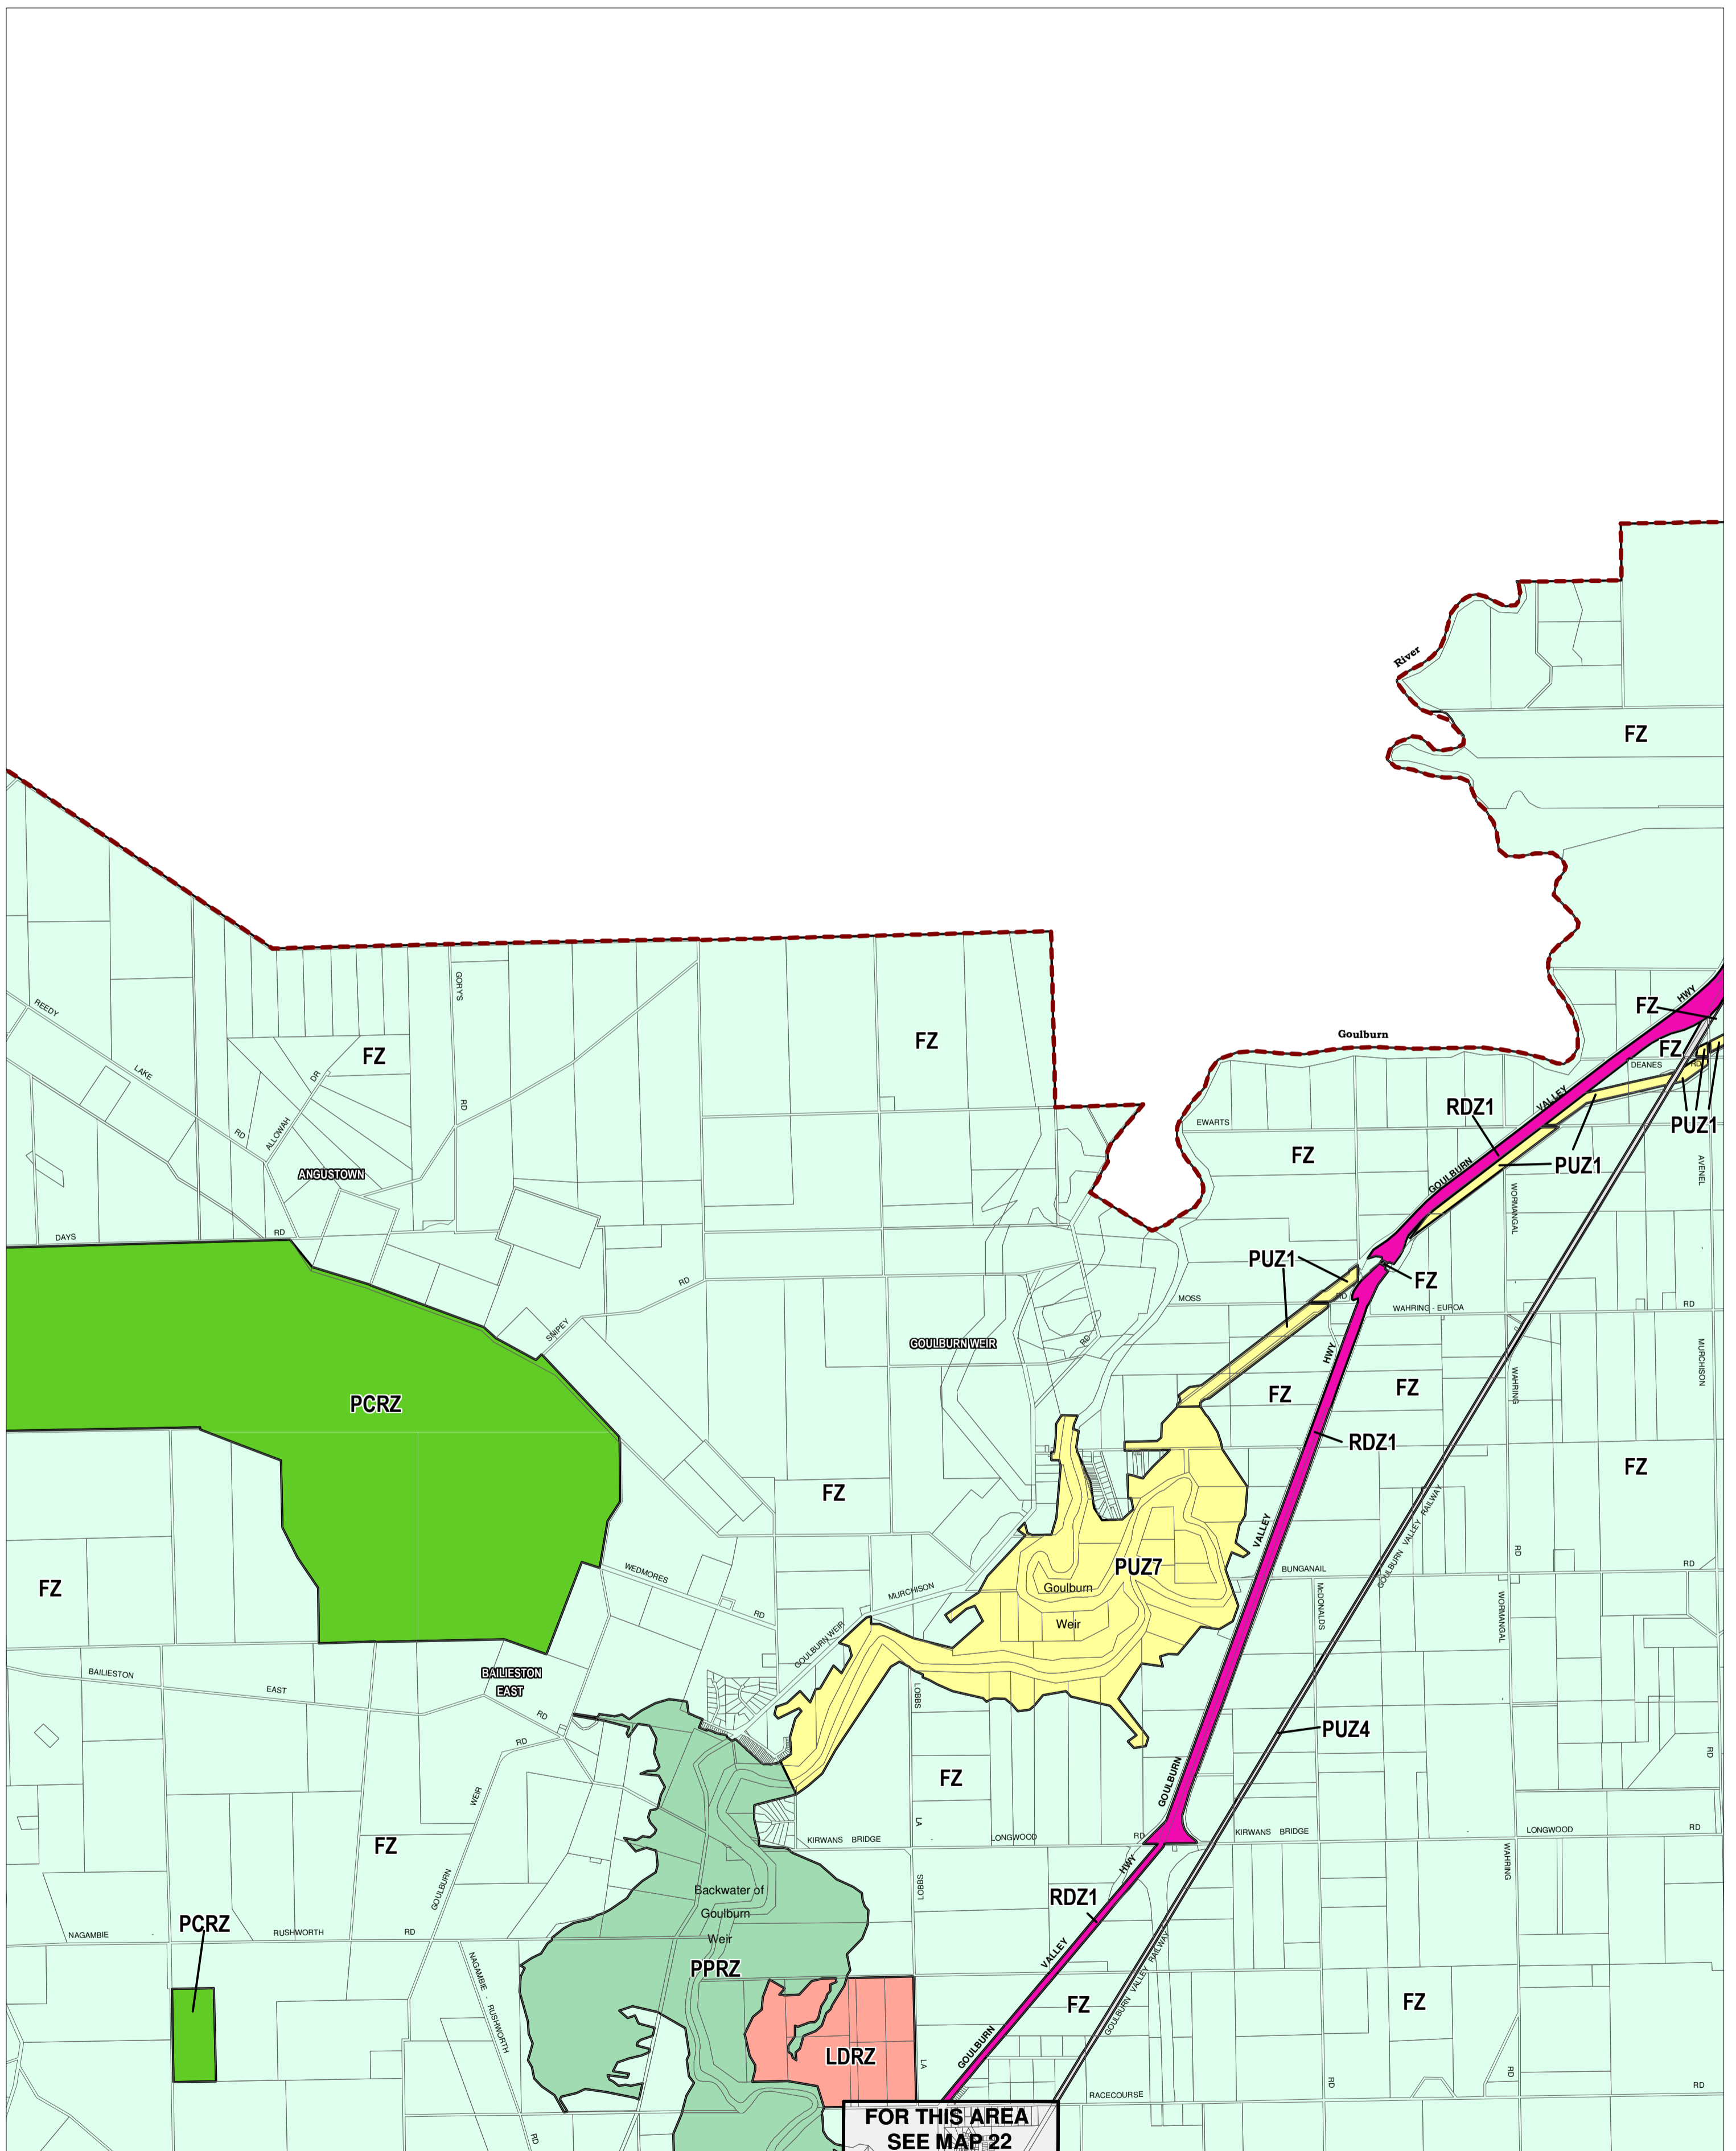 River
FZ
HWY
FZ
GORYS
REEDY
Goulburn
FZ
FZ
FZ
DEANES
RD
LAKE
DR
RD
VALLEY
RDZ1
PUZ1
ALLOWAH
RD
EWARTS
FZ
PUZ1
GOULBURN
AVENEL
ANGUSTOWN
WORMANGAL
DAYS
RD
PUZ1
FZ
RD
MOSS
RD
WAHRING - EUROA
RD
SNIPEY
GOULBURN WEIR
RD
HWY
MURCHISON
WAHRING
FZ
FZ
PCRZ
RDZ1
FZ
FZ
GOULBURN VALLEY RAILWAY
VALLEY
RD
RD
PUZ7
BUNGANAIL
WEDMORES
FZ
Goulburn
MURCHISON
McDONALDS
WORMANGAL
RD
Weir
GOULBURN WEIR
BAILIESTON
BAILIESTON
EAST
EAST
LOBBS
RD
PUZ4
RD
RD
GOULBURN
FZ
WEIR
LA
KIRWANS BRIDGE
LONGWOOD
RD
KIRWANS BRIDGE
LONGWOOD
RD
FZ
WAHRING
HWY
LOBBS
GOULBURN
Backwater of
Goulburn
Weir
RDZ1
PCRZ
NAGAMBIE -
RUSHWORTH
RD
VALLEY
GOULBURN VALLEY RAILWAY
NAGAMBIE - RUSHWORTH
PPRZ
FZ
FZ
LDRZ
GOULBURN
LA
RD
RD
RD
RACECOURSE
FOR THIS AREA
SEE MAP 22
RD